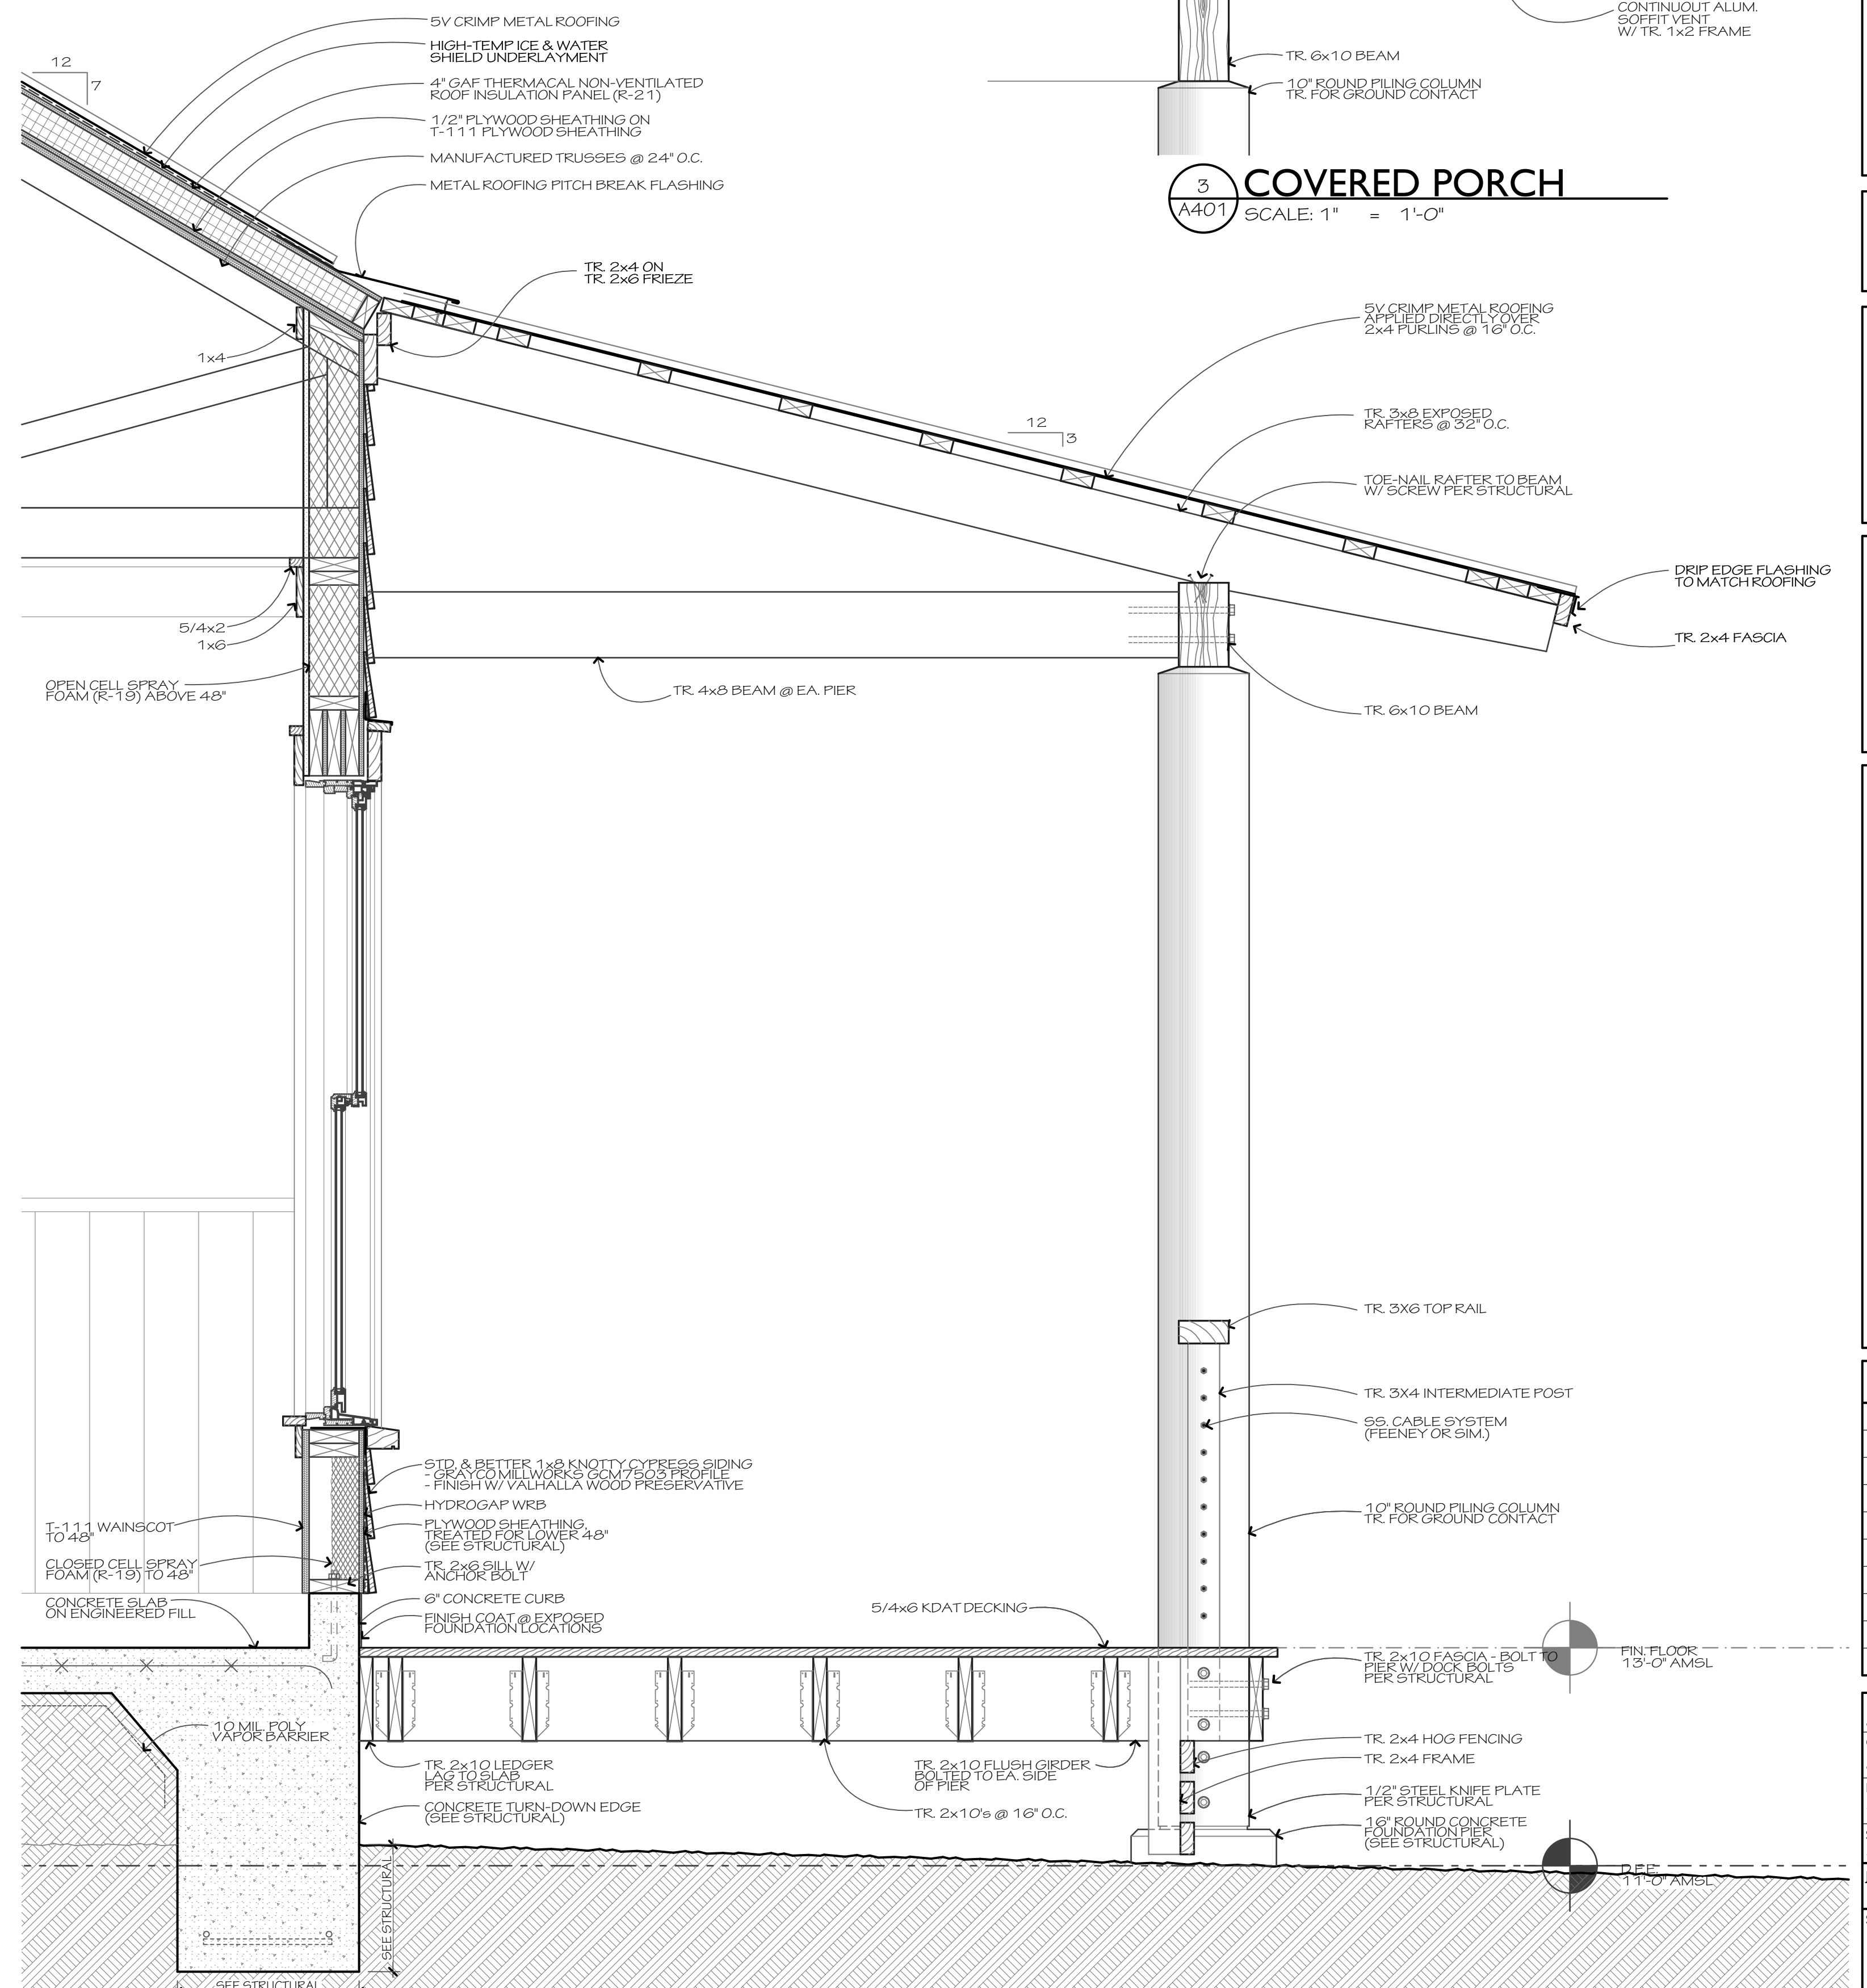 5V CRIMP METAL ROOFING
HIGH-TEMP ICE & WATER
SHIELD UNDERLAYMENT
4" GAF THERMACAL NON-VENTILATED
ROOF INSULATION PANEL (R-21)
1/2" PLYWOOD SHEATHING ON
T-111 PLYWOOD SHEATHING
MANUFACTURED TRUSSES @ 24" O.C.
METAL ROOFING PITCH BREAK FLASHING
12
7
CONTINUOUT ALUM.
SOFFIT VENT
W/ TR. 1x2 FRAME
TR. 6x10 BEAM
10" ROUND PILING COLUMN
TR. FOR GROUND CONTACT
3
A401
COVERED PORCH
SCALE: 1" = 1'-0"
TR. 2x4 ON
TR. 2x6 FRIEZE
1x4
5V CRIMP METAL ROOFING
APPLIED DIRECTLY OVER
2x4 PURLINS @ 16" O.C.
12
3
TR. 3x8 EXPOSED
RAFTERS @ 32" O.C.
TOE-NAIL RAFTER TO BEAM
W/ SCREW PER STRUCTURAL
DRIP EDGE FLASHING
TO MATCH ROOFING
TR. 2x4 FASCIA
5/4x2
1x6
OPEN CELL SPRAY
FOAM (R-19) ABOVE 48"
TR. 4x8 BEAM @ EA. PIER
TR. 6x10 BEAM
TR. 3X6 TOP RAIL
TR. 3X4 INTERMEDIATE POST
SS. CABLE SYSTEM
(FEENEY OR SIM.)
10" ROUND PILING COLUMN
TR. FOR GROUND CONTACT
STD. & BETTER 1x8 KNOTTY CYPRESS SIDING
- GRAYCO MILLWORKS GCM7503 PROFILE
- FINISH W/ VALHALLA WOOD PRESERVATIVE
HYDROGAP WRB
PLYWOOD SHEATHING,
TREATED FOR LOWER 48"
(SEE STRUCTURAL)
TR. 2x6 SILL W/
ANCHOR BOLT
6" CONCRETE CURB
FINISH COAT @ EXPOSED
FOUNDATION LOCATIONS
T-111 WAINSCOT
TO 48"
CLOSED CELL SPRAY
FOAM (R-19) TO 48"
CONCRETE SLAB
ON ENGINEERED FILL
5/4x6 KDAT DECKING
FIN. FLOOR
13'-0" AMSL
TR. 2x10 FASCIA - BOLT TO
PIER W/ DOCK BOLTS
PER STRUCTURAL
10 MIL. POLY
VAPOR BARRIER
TR. 2x10 LEDGER
LAG TO SLAB
PER STRUCTURAL
CONCRETE TURN-DOWN EDGE
(SEE STRUCTURAL)
TR. 2x10 FLUSH GIRDER
BOLTED TO EA. SIDE
OF PIER
TR. 2x10's @ 16" O.C.
TR. 2x4 HOG FENCING
TR. 2x4 FRAME
1/2" STEEL KNIFE PLATE
PER STRUCTURAL
16" ROUND CONCRETE
FOUNDATION PIER
(SEE STRUCTURAL)
D.F.E.
11'-0" AMSL
SEE STRUCTURAL
SEE STRUCTURAL